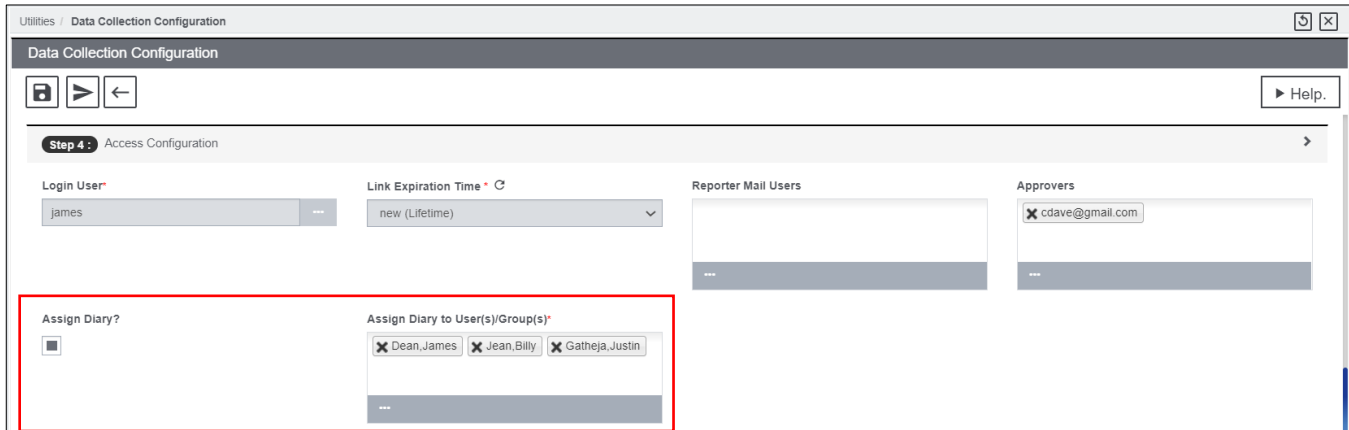 Utilities / Data Collection Configuration
Data Collection Configuration
Help.
Step 4 : Access Configuration
Login User* Link Expiration Time * Reporter Mail Users Approvers
james new (Lifetime) cdave@gmail.com
Assign Diary? Assign Diary to User(s)/Group(s)*
Dean,James Jean,Billy Gatheja,Justin